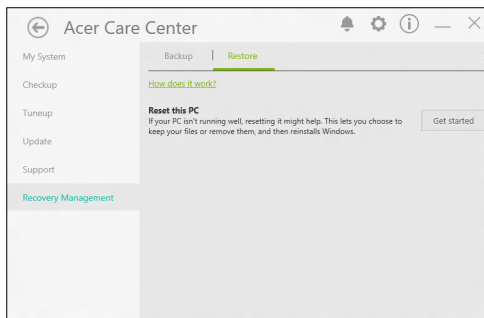 Acer Care Center
My System
Checkup
Tuneup
Update
Support
Recovery Management
Backup
Restore
How does it work?
Reset this PC
If your PC isn't running well, resetting it might help. This lets you choose to
keep your files or remove them, and then reinstalls Windows.
Get started